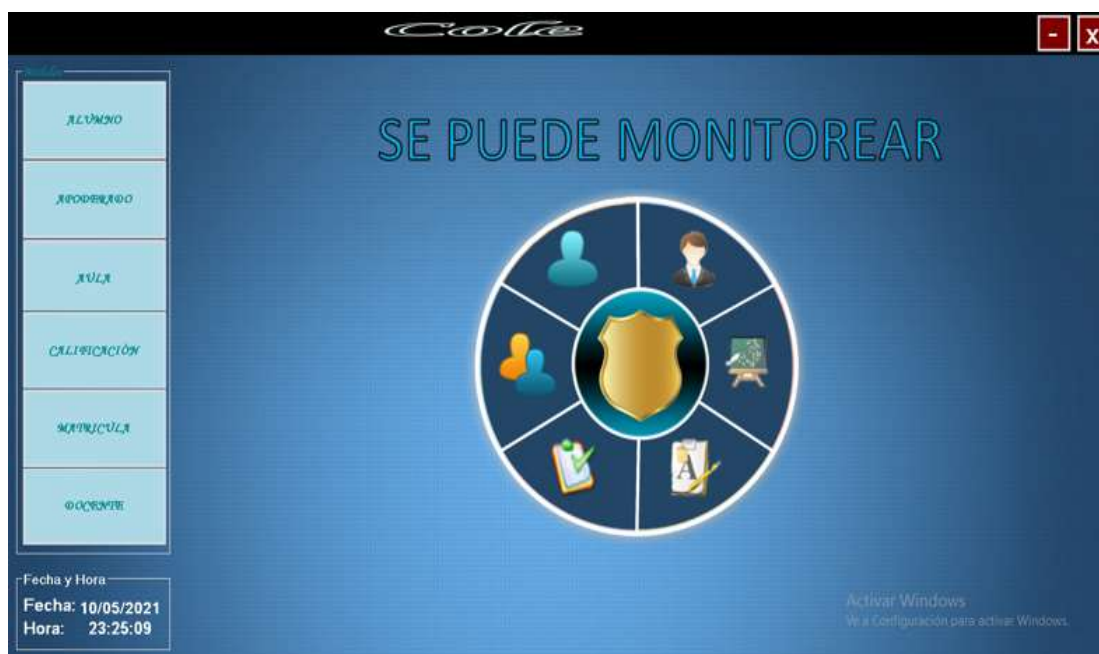 Cole
- x
ALUMNO
APODERADO
AULA
CALIFICACIÓN
MATRICULA
DOCENTE
SE PUEDE MONITOREAR
A
Fecha y Hora
Fecha: 10/05/2021
Hora: 23:25:09
Activar Windows
Ve a Configuración para activar Windows.